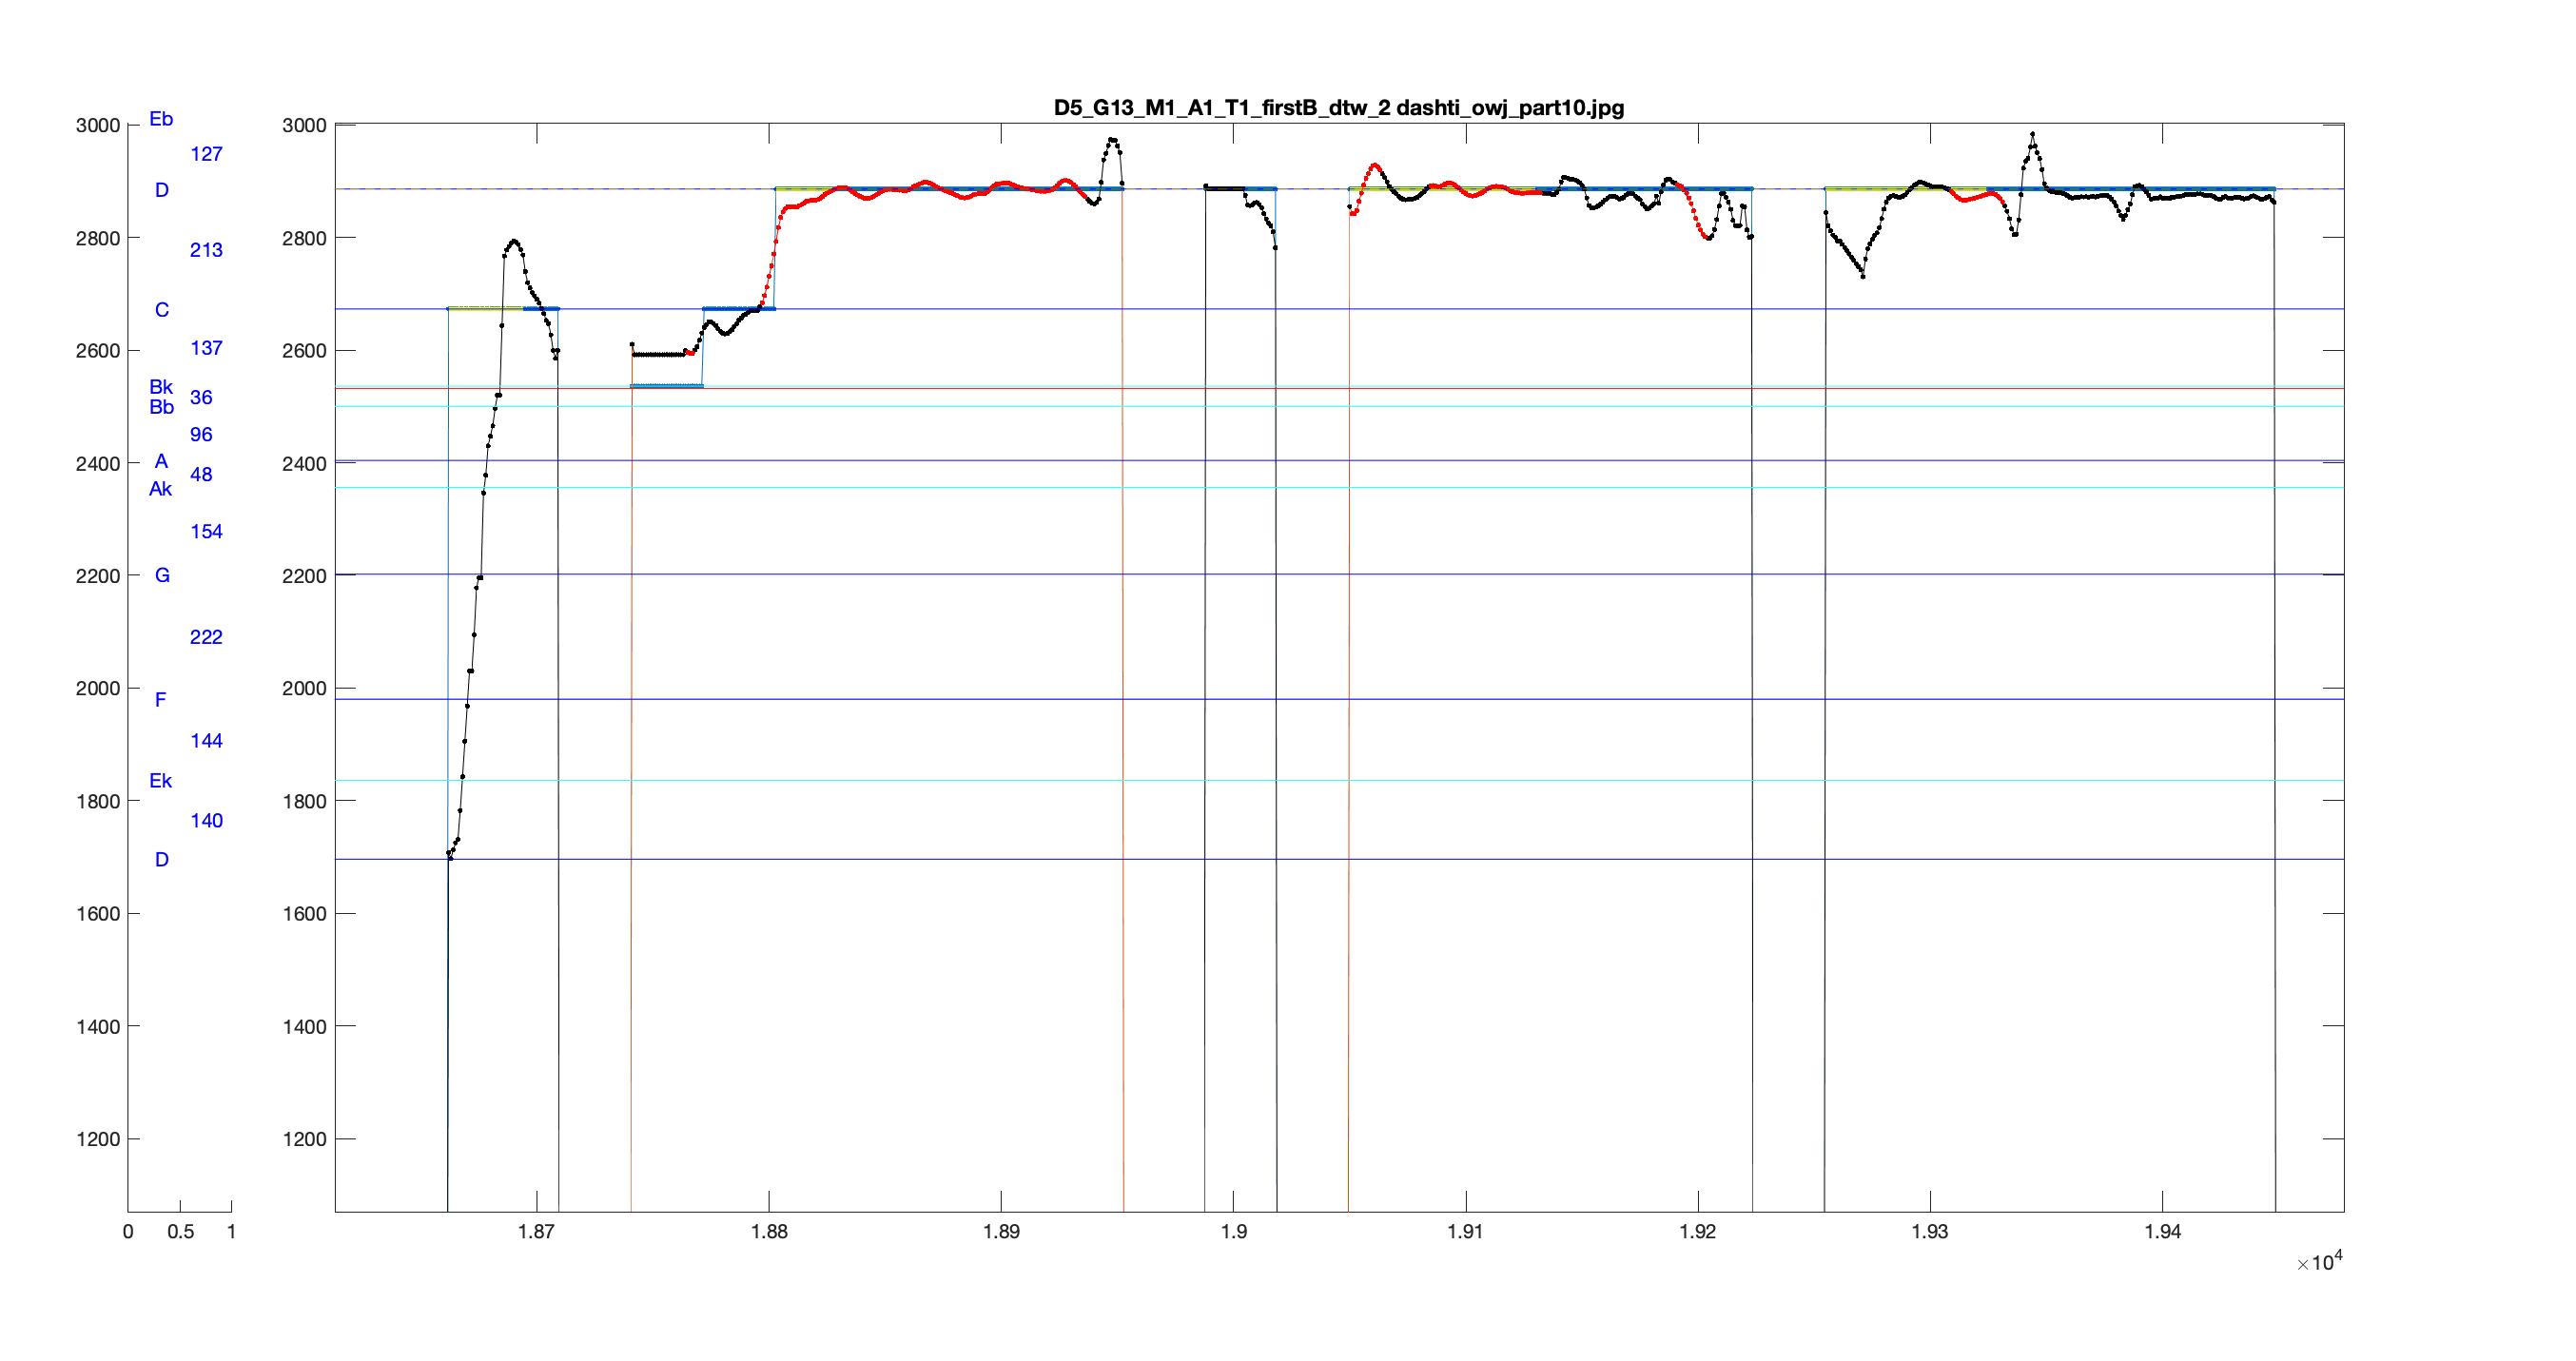 D5_G13_M1_A1_T1_firstB_dtw_2 dashti_owj_part10.jpg
3000
2800
2600
2400
2200
2000
1800
1600
1400
1200
0 0.5 1
Eb
127
D
213
C
137
Bk
36
Bb
96
A
48
Ak
154
G
222
F
144
Ek
140
D
3000
2800
2600
2400
2200
2000
1800
1600
1400
1200
1.87 1.88 1.89 1.9 1.91 1.92 1.93 1.94
×10⁴